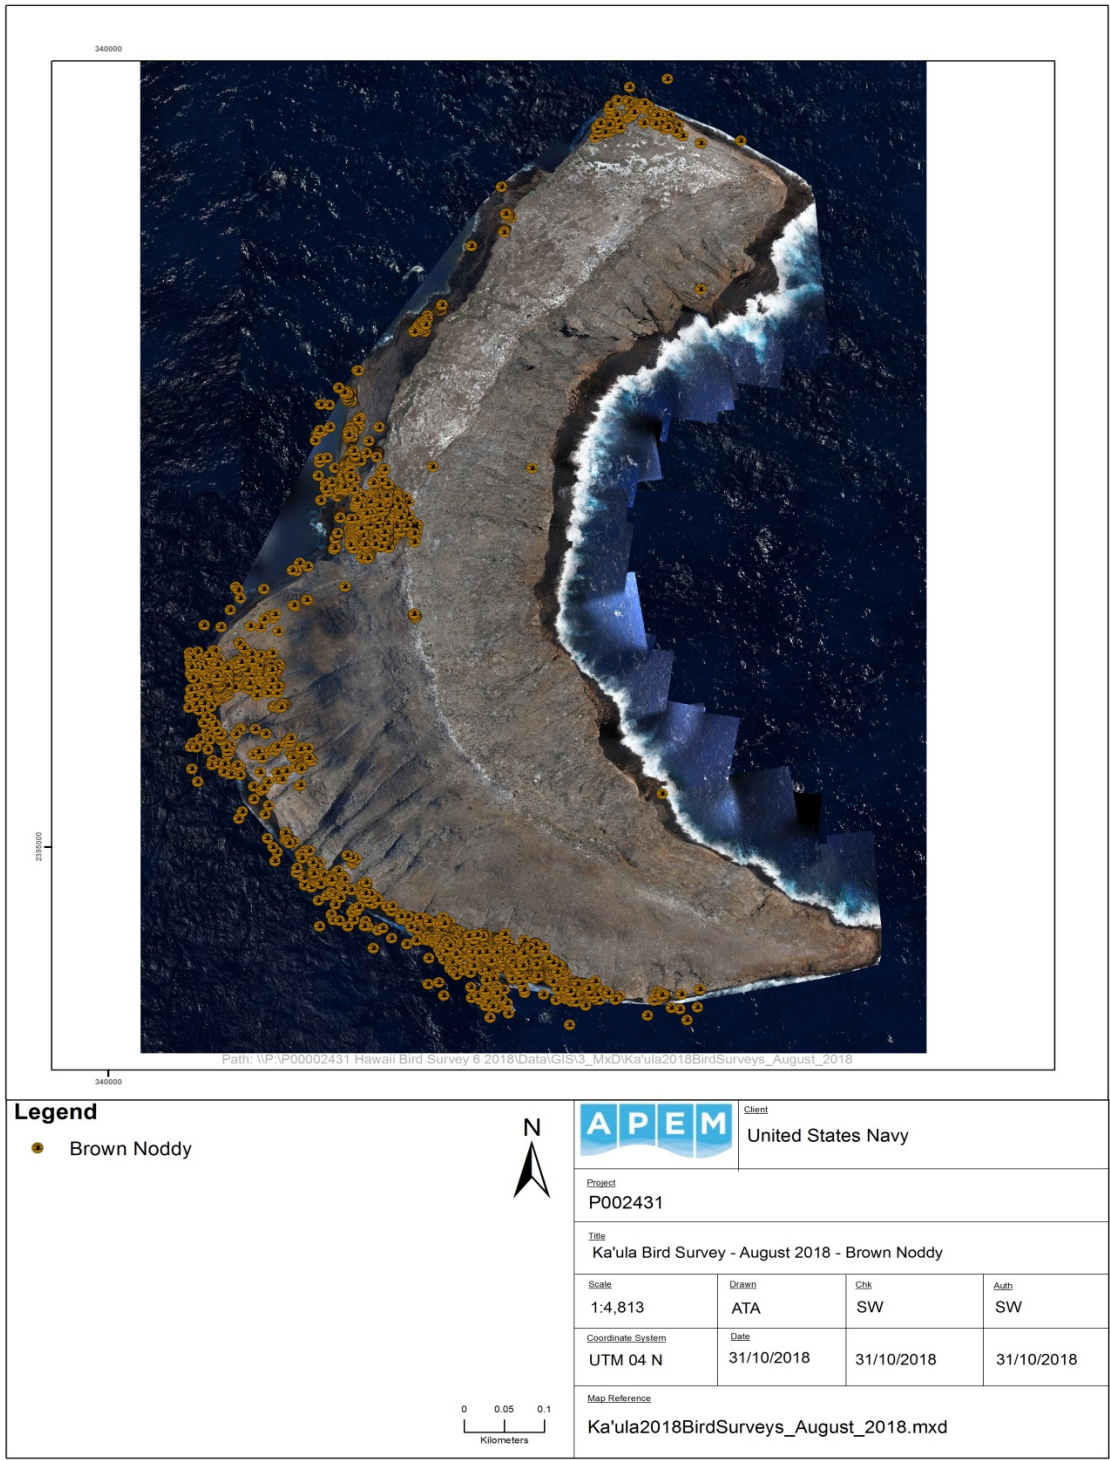 340000
2395000
Path: \\P:\P00002431 Hawaii Bird Survey 6 2018\Data\GIS\3_MxD\Ka'ula2018BirdSurveys_August_2018
340000
Legend
Brown Noddy
N
0 0.05 0.1
Kilometers
APEM
Client
United States Navy
Project
P002431
Title
Ka'ula Bird Survey - August 2018 - Brown Noddy
Scale Drawn Chk Auth
1:4,813 ATA SW SW
Coordinate System Date
UTM 04 N 31/10/2018 31/10/2018 31/10/2018
Map Reference
Ka'ula2018BirdSurveys_August_2018.mxd